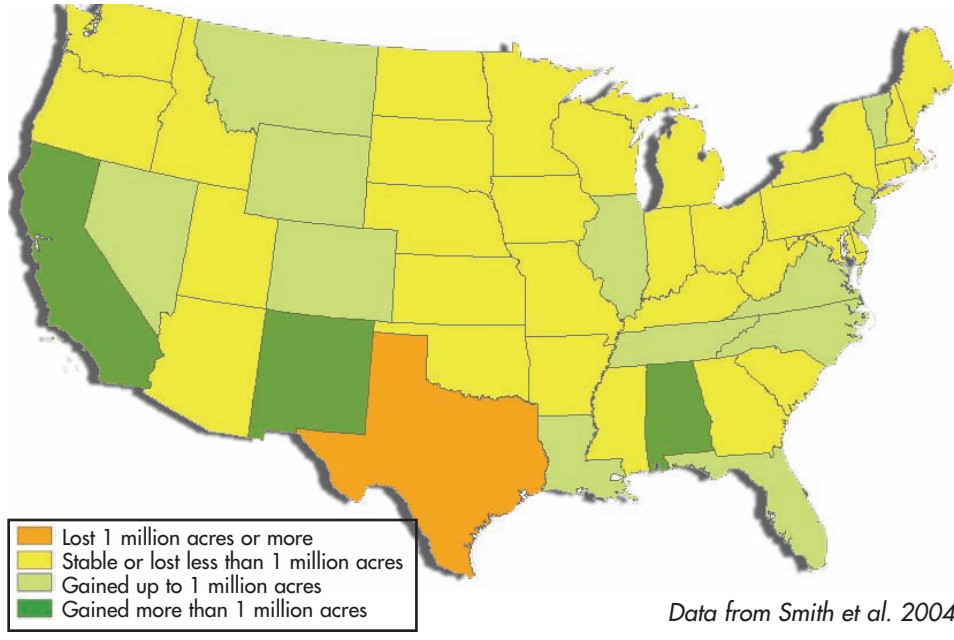 Lost 1 million acres or more
Stable or lost less than 1 million acres
Gained up to 1 million acres
Gained more than 1 million acres
Data from Smith et al. 2004